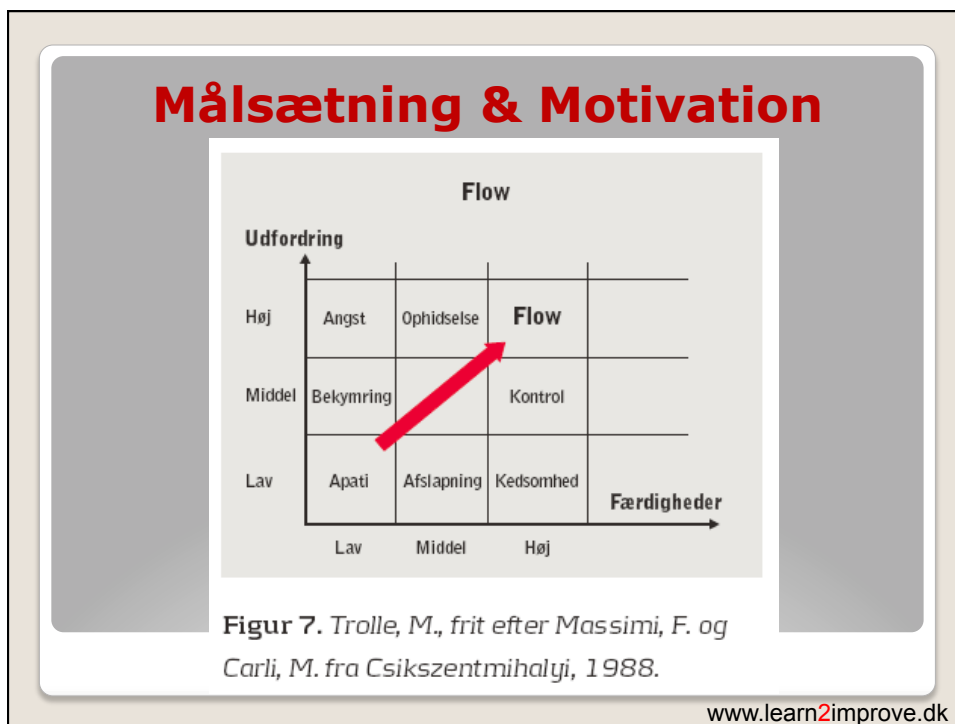 Målsætning & Motivation
Flow
Udfordring
Høj Angst Ophidselse Flow
Middel Bekymring Kontrol
Lav Apati Afslapning Kedsomhed
Færdigheder
Lav Middel Høj
Figur 7. Trolle, M., frit efter Massimi, F. og
Carli, M. fra Csikszentmihalyi, 1988.
www.learn2improve.dk